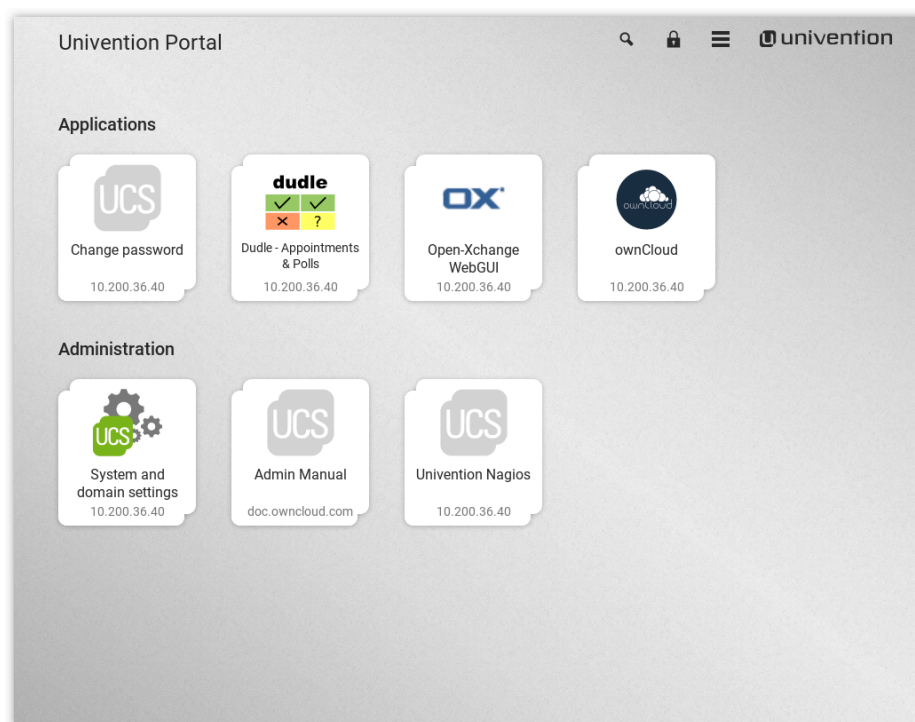 Univention Portal
univention
Applications
UCS
Change password
10.200.36.40
dudle
?
Dudle - Appointments
& Polls
10.200.36.40
OX
Open-Xchange
WebGUI
10.200.36.40
ownCloud
ownCloud
10.200.36.40
Administration
UCS
System and
domain settings
10.200.36.40
UCS
Admin Manual
doc.owncloud.com
UCS
Univention Nagios
10.200.36.40